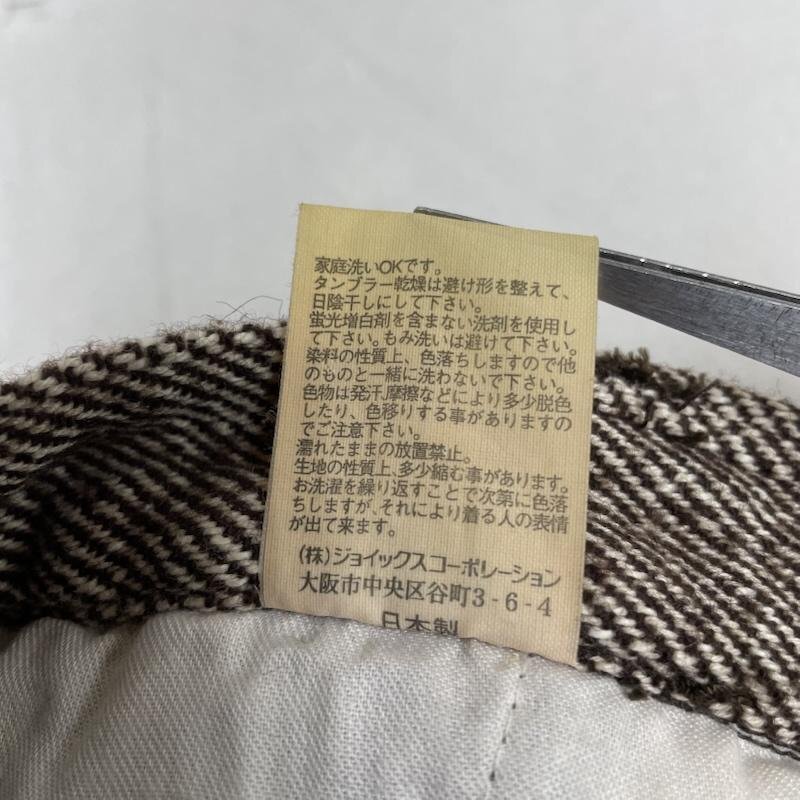 家庭洗いOKです。
タンブラー乾燥は避け形を整えて、
日陰干しにして下さい。
蛍光増白剤を含まない洗剤を使用し
て下さい。もみ洗いは避けて下さい。
染料の性質上、色落ちしますので他
のものと一緒に洗わないで下さい。
色物は発汗,摩擦などにより多少脱色
したり、色移りする事がありますの
でご注意下さい。
濡れたままの放置禁止。
生地の性質上、多少縮む事があります。
お洗濯を繰り返すことで次第に色落
ちしますが、それにより着る人の表情
が出て来ます。
(株)ジョイックスコーポレーション
大阪市中央区谷町3-6-4
日本製